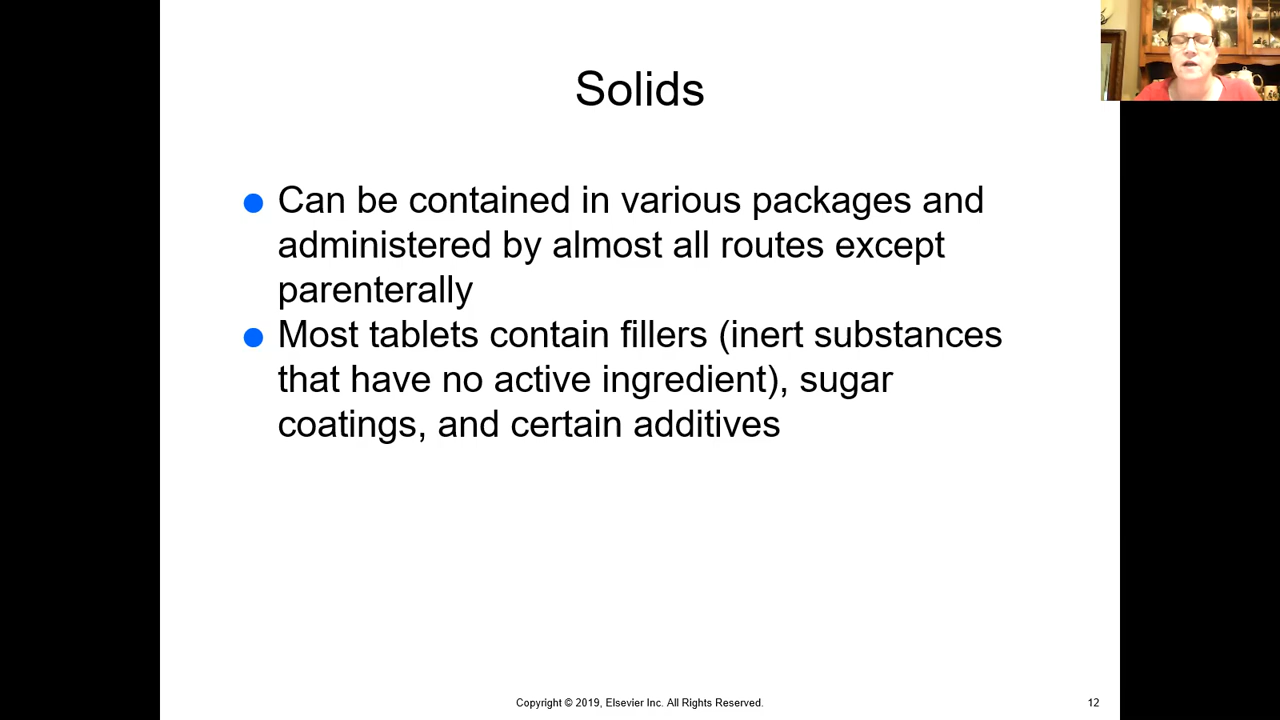 Solids
● Can be contained in various packages and
administered by almost all routes except
parenterally
● Most tablets contain fillers (inert substances
that have no active ingredient), sugar
coatings, and certain additives
Copyright © 2019, Elsevier Inc. All Rights Reserved.
12